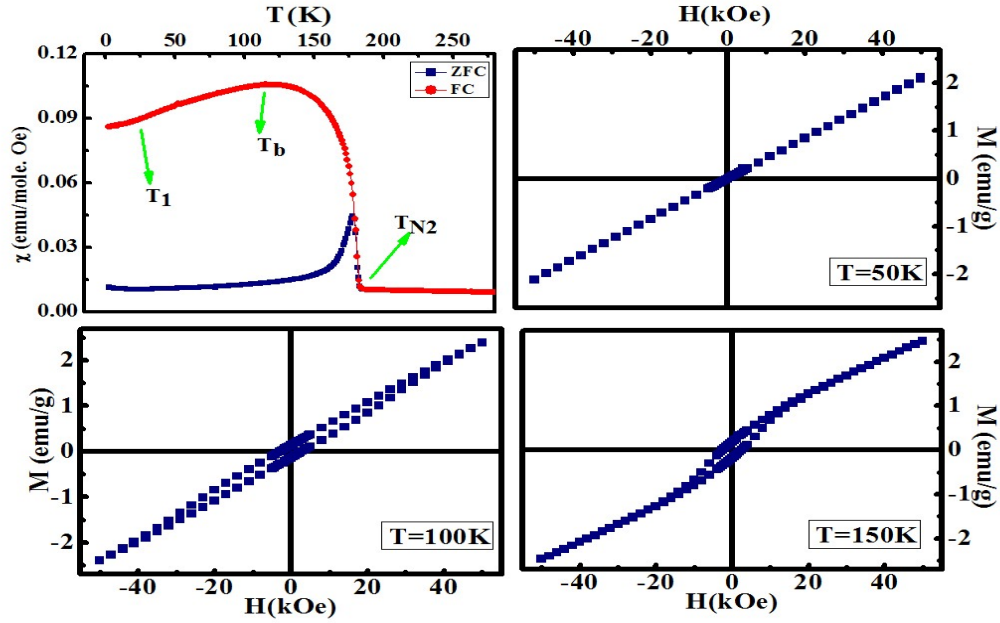 T (K)
0 50 100 150 200 250
0.12
0.09
0.06
0.03
0.00
χ (emu/mole. Oe)
ZFC
FC
T1
Tb
TN2
H(kOe)
-40 -20 0 20 40
2
1
0
-1
-2
M (emu/g)
T=50K
2
1
0
-1
-2
M (emu/g)
T=100K
-40 -20 0 20 40
H(kOe)
2
1
0
-1
-2
M (emu/g)
T=150K
-40 -20 0 20 40
H(kOe)